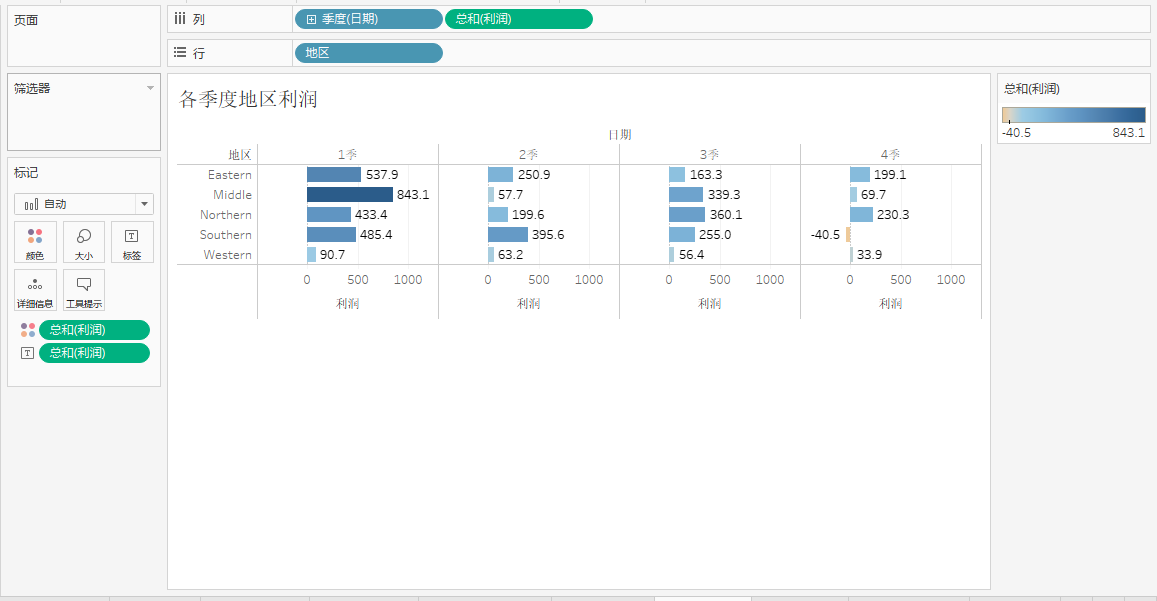 页面
列
季度(日期)
总和(利润)
行
地区
筛选器
标记
自动
颜色
大小
标签
详细信息
工具提示
总和(利润)
总和(利润)
各季度地区利润
日期
地区 1季 2季 3季 4季
Eastern 537.9 250.9 163.3 199.1
Middle 843.1 57.7 339.3 69.7
Northern 433.4 199.6 360.1 230.3
Southern 485.4 395.6 255.0 -40.5
Western 90.7 63.2 56.4 33.9
0 500 1000 0 500 1000 0 500 1000 0 500 1000
利润 利润 利润 利润
总和(利润)
-40.5 843.1